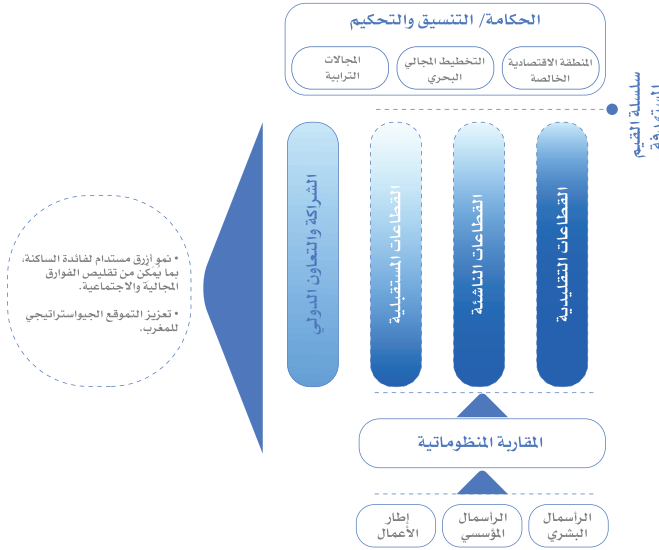 الحكامة/ التنسيق والتحكيم
المنطقة الاقتصادية
الخالصة
التخطيط المجالي
البحري
المجالات
الترابية
سلسلة القيم
المستهدفة
القطاعات التقليدية
القطاعات الناشئة
القطاعات المستقبلية
الشراكة والتعاون الدولي
• نمو أزرق مستدام لفائدة الساكنة،
بما يُمكن من تقليص الفوارق
المجالية والاجتماعية.
• تعزيز التموقع الجيواستراتيجي
للمغرب.
المقاربة المنظوماتية
الرأسمال
البشري
الرأسمال
المؤسسي
إطار
الأعمال